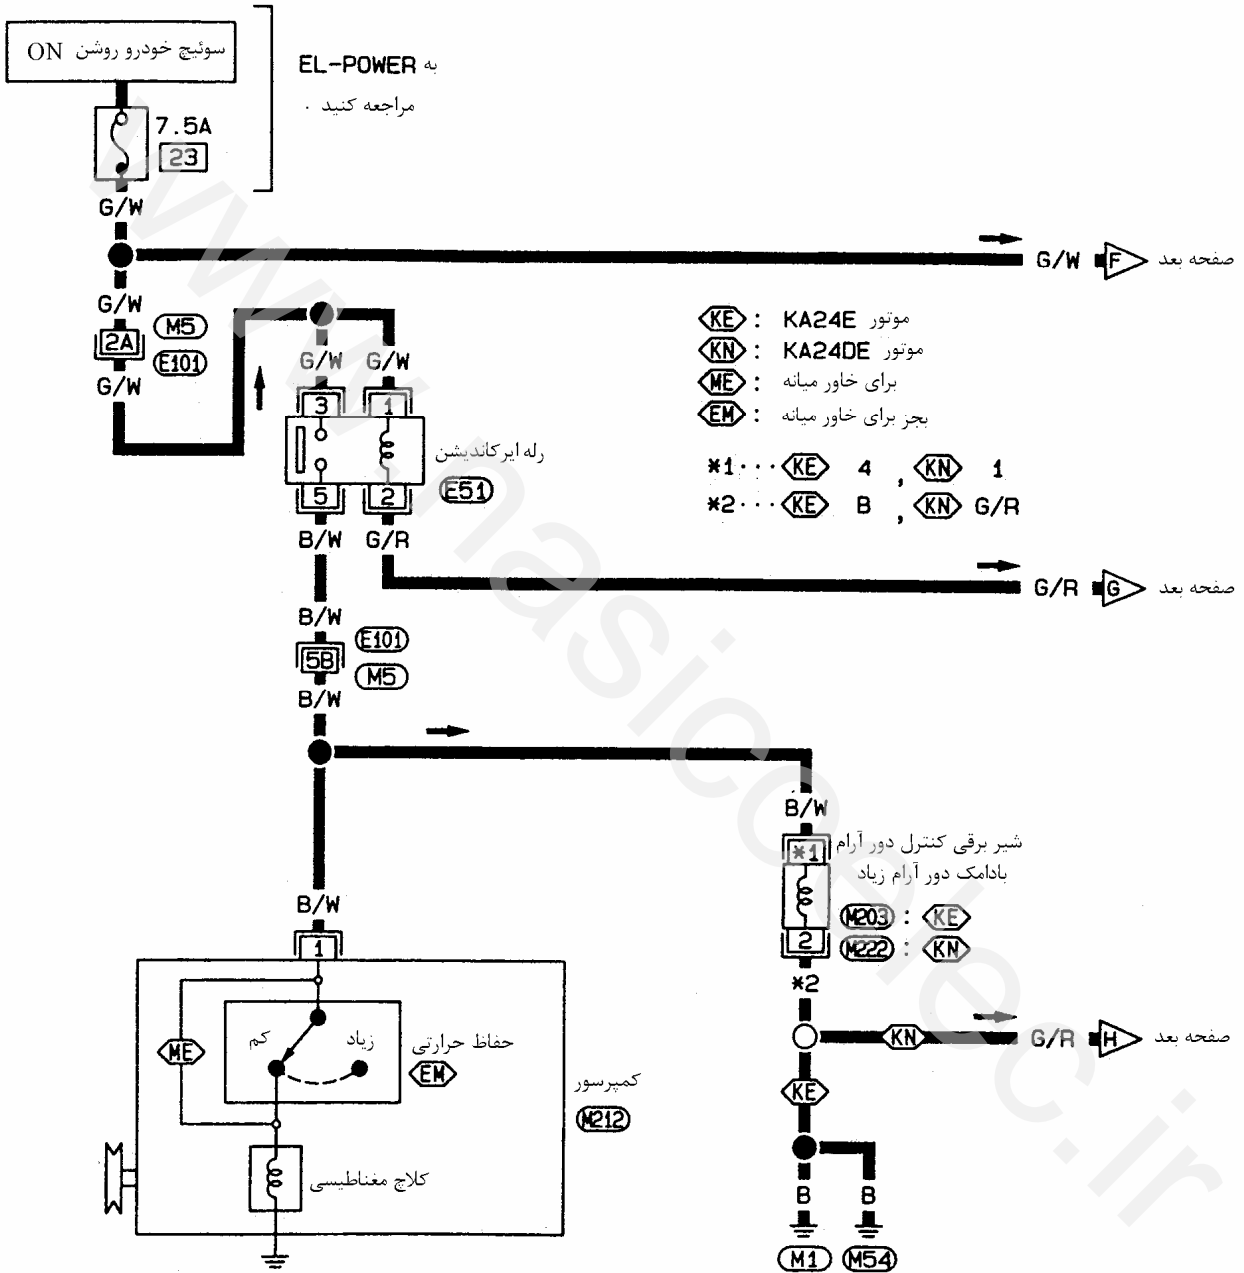 سوئیچ خودرو روشن ON
به EL-POWER
مراجعه کنید .
7.5A
23
G/W
G/W
F
صفحه بعد
G/W
2A
M5
E101
G/W
G/W
G/W
3
1
5
2
رله ایرکاندیشن
E51
B/W
G/R
KE : موتور KA24E
KN : موتور KA24DE
ME : برای خاور میانه
EM : بجز برای خاور میانه
*1··· KE 4 , KN 1
*2··· KE B , KN G/R
G/R
G
صفحه بعد
B/W
5B
E101
M5
B/W
B/W
*1
2
شیر برقی کنترل دور آرام
بادامک دور آرام زیاد
M203 : KE
M222 : KN
*2
KN
G/R
H
صفحه بعد
KE
B
B
M1
M54
B/W
1
ME
کم
زیاد
حفاظ حرارتی
EM
کمپرسور
M212
کلاچ مغناطیسی
www.nasicoelec.ir